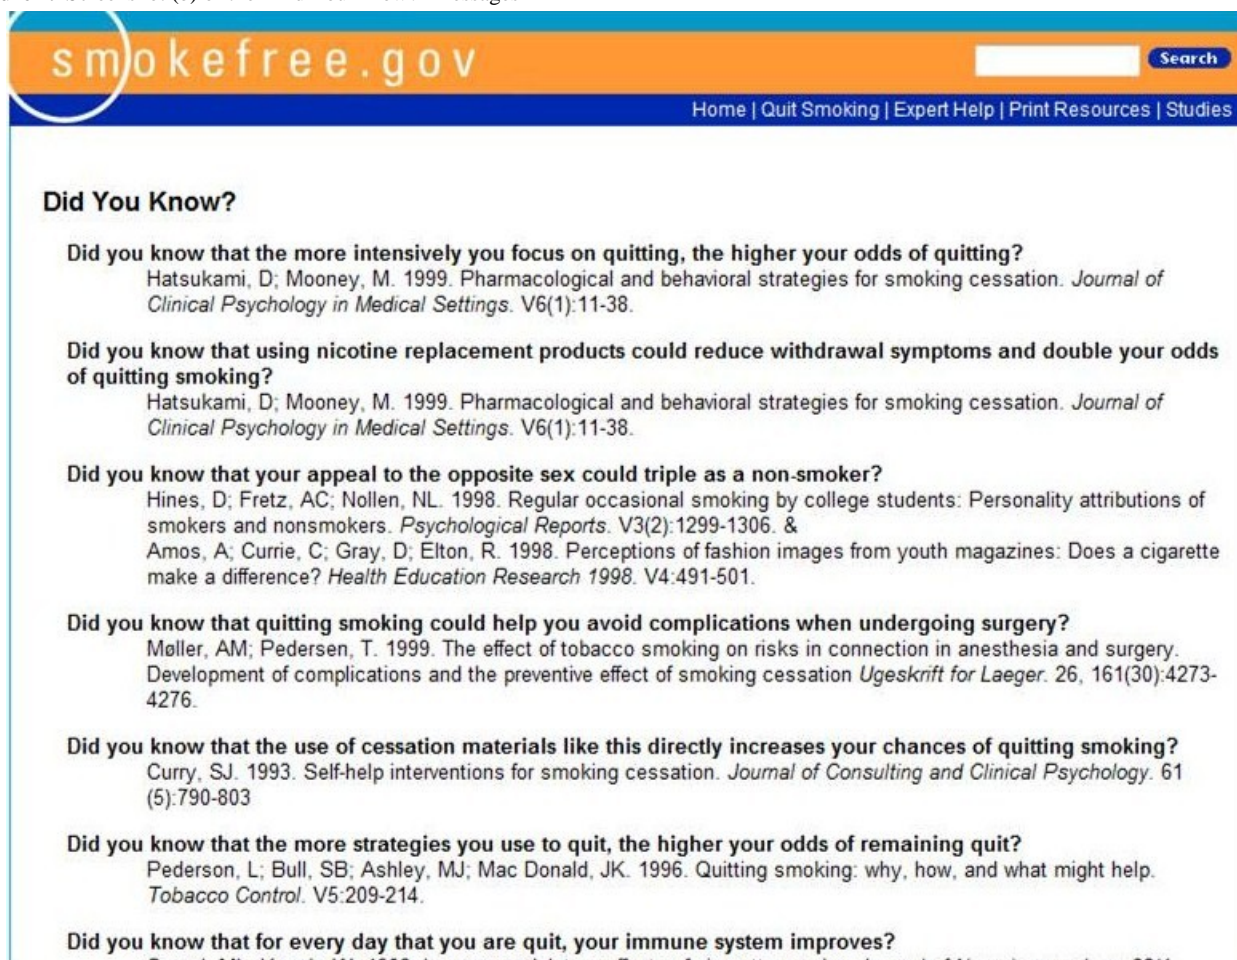 smokefree.gov
Search
Home | Quit Smoking | Expert Help | Print Resources | Studies
Did You Know?
Did you know that the more intensively you focus on quitting, the higher your odds of quitting?
Hatsukami, D; Mooney, M. 1999. Pharmacological and behavioral strategies for smoking cessation. Journal of
Clinical Psychology in Medical Settings. V6(1):11-38.
Did you know that using nicotine replacement products could reduce withdrawal symptoms and double your odds
of quitting smoking?
Hatsukami, D; Mooney, M. 1999. Pharmacological and behavioral strategies for smoking cessation. Journal of
Clinical Psychology in Medical Settings. V6(1):11-38.
Did you know that your appeal to the opposite sex could triple as a non-smoker?
Hines, D; Fretz, AC; Nollen, NL. 1998. Regular occasional smoking by college students: Personality attributions of
smokers and nonsmokers. Psychological Reports. V3(2):1299-1306. &
Amos, A; Currie, C; Gray, D; Elton, R. 1998. Perceptions of fashion images from youth magazines: Does a cigarette
make a difference? Health Education Research 1998. V4:491-501.
Did you know that quitting smoking could help you avoid complications when undergoing surgery?
Møller, AM; Pedersen, T. 1999. The effect of tobacco smoking on risks in connection in anesthesia and surgery.
Development of complications and the preventive effect of smoking cessation Ugeskrift for Laeger. 26, 161(30):4273-
4276.
Did you know that the use of cessation materials like this directly increases your chances of quitting smoking?
Curry, SJ. 1993. Self-help interventions for smoking cessation. Journal of Consulting and Clinical Psychology. 61
(5):790-803
Did you know that the more strategies you use to quit, the higher your odds of remaining quit?
Pederson, L; Bull, SB; Ashley, MJ; Mac Donald, JK. 1996. Quitting smoking: why, how, and what might help.
Tobacco Control. V5:209-214.
Did you know that for every day that you are quit, your immune system improves?